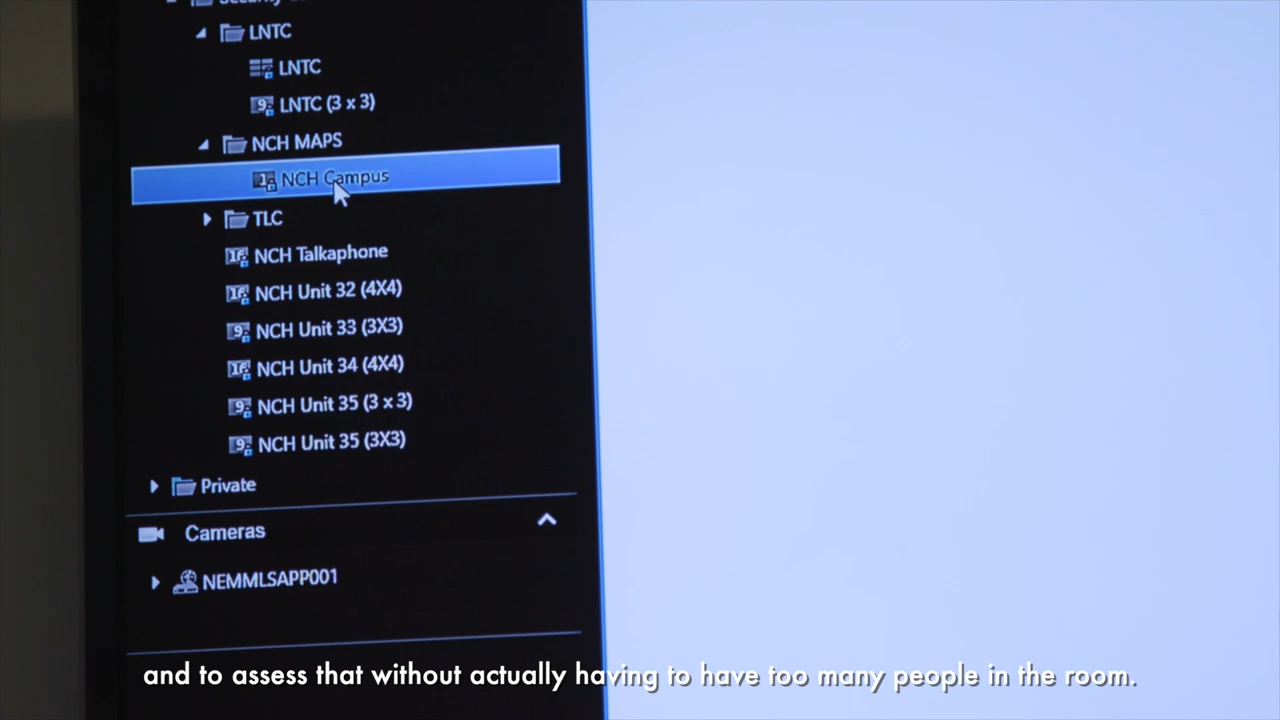 LNTC
LNTC
LNTC (3 x 3)
NCH MAPS
NCH Campus
TLC
NCH Talkaphone
NCH Unit 32 (4X4)
NCH Unit 33 (3X3)
NCH Unit 34 (4X4)
NCH Unit 35 (3 x 3)
NCH Unit 35 (3X3)
Private
Cameras
NEMMLSAPP001
and to assess that without actually having to have too many people in the room.